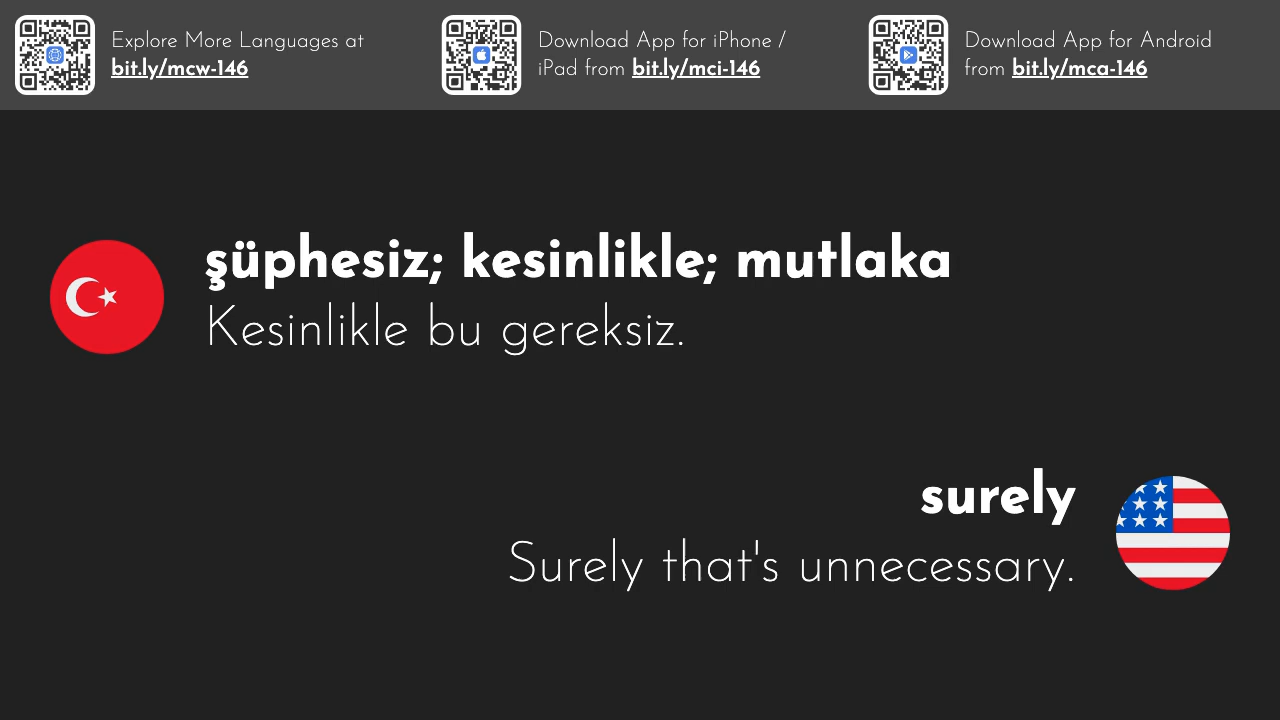 Explore More Languages at
bit.ly/mcw-146
Download App for iPhone /
iPad from bit.ly/mci-146
Download App for Android
from bit.ly/mca-146
şüphesiz; kesinlikle; mutlaka
Kesinlikle bu gereksiz.
surely
Surely that's unnecessary.